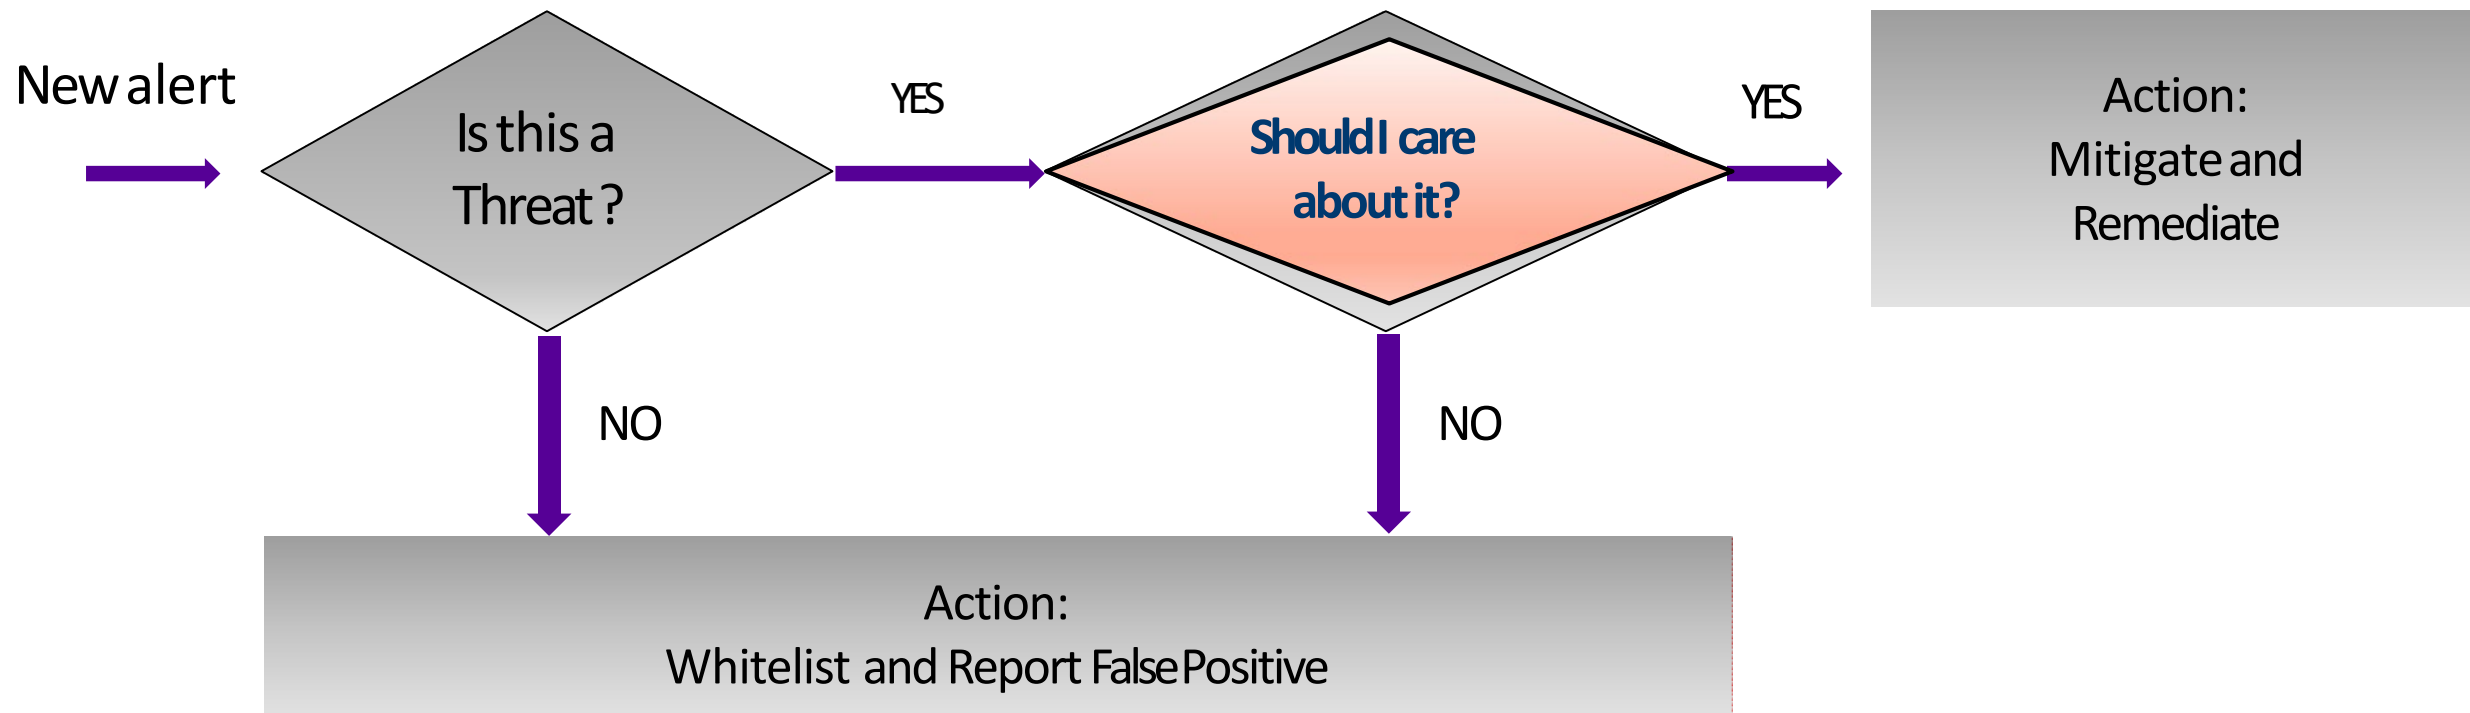 New alert
Is this a
Threat ?
YES
Should I care
about it?
YES
Action:
Mitigate and
Remediate
NO
NO
Action:
Whitelist and Report False Positive